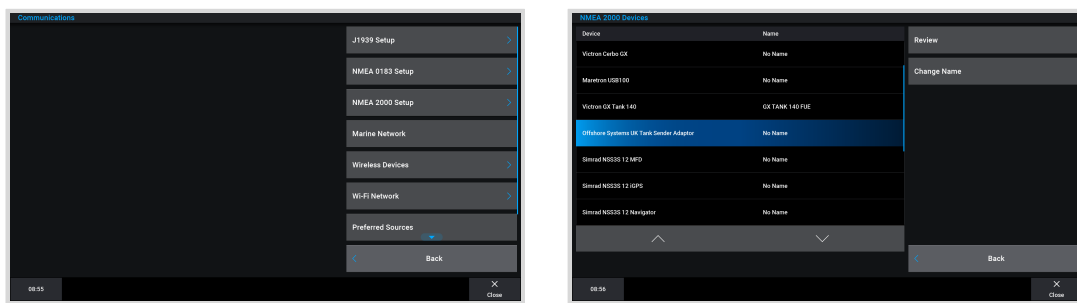 Communications
J1939 Setup
NMEA 0183 Setup
NMEA 2000 Setup
Marine Network
Wireless Devices
Wi-Fi Network
Preferred Sources
Back
08:55
Close
NMEA 2000 Devices
Device Name
Victron Cerbo GX No Name
Maretron USB100 No Name
Victron GX Tank 140 GX TANK 140 FUE
Offshore Systems UK Tank Sender Adaptor No Name
Simrad NSS3S 12 MFD No Name
Simrad NSS3S 12 iGPS No Name
Simrad NSS3S 12 Navigator No Name
Review
Change Name
Back
08:56
Close